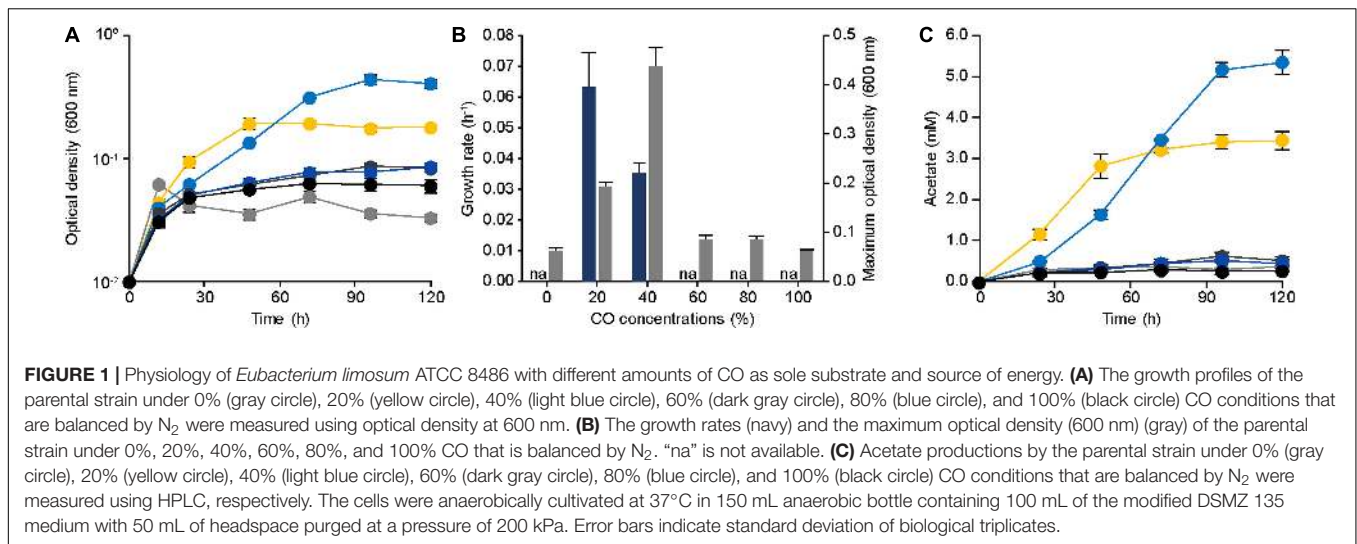 A
B
C
Optical density (600 nm)
10⁰
10⁻¹
10⁻²
0 30 60 90 120
Time (h)
Growth rate (h⁻¹)
0.08
0.07
0.06
0.05
0.04
0.03
0.02
0.01
0.00
na na na na
0 20 40 60 80 100
CO concentrations (%)
0.5
0.4
0.3
0.2
0.1
0.0
Maximum optical density (600 nm)
Acetate (mM)
6.0
5.0
4.0
3.0
2.0
1.0
0.0
0 30 60 90 120
Time (h)
FIGURE 1 | Physiology of Eubacterium limosum ATCC 8486 with different amounts of CO as sole substrate and source of energy. (A) The growth profiles of the
parental strain under 0% (gray circle), 20% (yellow circle), 40% (light blue circle), 60% (dark gray circle), 80% (blue circle), and 100% (black circle) CO conditions that
are balanced by N₂ were measured using optical density at 600 nm. (B) The growth rates (navy) and the maximum optical density (600 nm) (gray) of the parental
strain under 0%, 20%, 40%, 60%, 80%, and 100% CO that is balanced by N₂. “na” is not available. (C) Acetate productions by the parental strain under 0% (gray
circle), 20% (yellow circle), 40% (light blue circle), 60% (dark gray circle), 80% (blue circle), and 100% (black circle) CO conditions that are balanced by N₂ were
measured using HPLC, respectively. The cells were anaerobically cultivated at 37°C in 150 mL anaerobic bottle containing 100 mL of the modified DSMZ 135
medium with 50 mL of headspace purged at a pressure of 200 kPa. Error bars indicate standard deviation of biological triplicates.